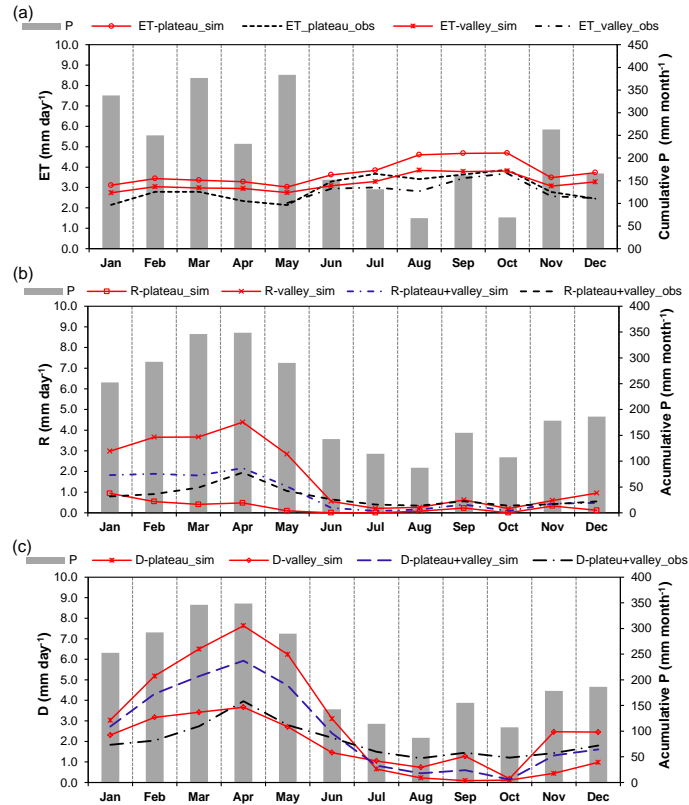 (a)
P ET-plateau_sim ET_plateau_obs ET-valley_sim ET_valley_obs
10.0 9.0 8.0 7.0 6.0 5.0 4.0 3.0 2.0 1.0 0.0
ET (mm day-1)
450 400 350 300 250 200 150 100 50 00
Cumulative P (mm month-1)
Jan Feb Mar Apr May Jun Jul Aug Sep Oct Nov Dec
(b)
P R-plateau_sim R-valley_sim R-plateau+valley_sim R-plateau+valley_obs
10.0 9.0 8.0 7.0 6.0 5.0 4.0 3.0 2.0 1.0 0.0
R (mm day-1)
400 350 300 250 200 150 100 50 0
Acumulative P (mm month-1)
Jan Feb Mar Apr May Jun Jul Aug Sep Oct Nov Dec
(c)
P D-plateau_sim D-valley_sim D-plateau+valley_sim D-plateu+valley_obs
10.0 9.0 8.0 7.0 6.0 5.0 4.0 3.0 2.0 1.0 0.0
D (mm day-1)
400 350 300 250 200 150 100 50 0
Acumulative P (mm month-1)
Jan Feb Mar Apr May Jun Jul Aug Sep Oct Nov Dec